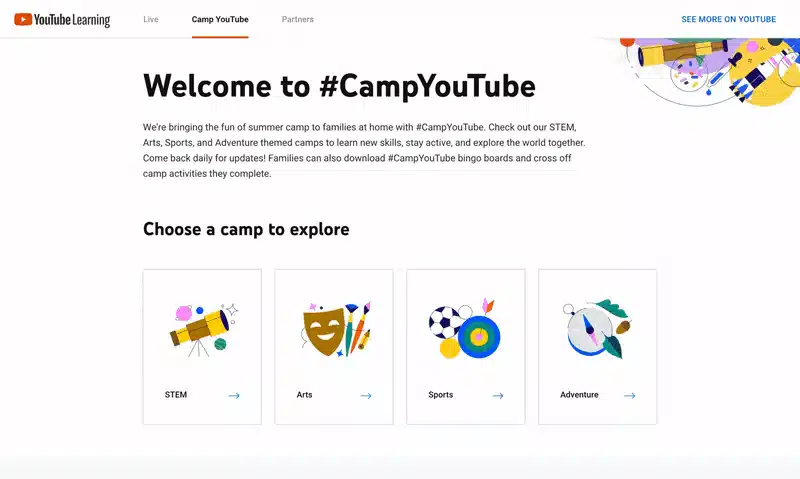 YouTube Learning
Live
Camp YouTube
Partners
SEE MORE ON YOUTUBE
Welcome to #CampYouTube
We're bringing the fun of summer camp to families at home with #CampYouTube. Check out our STEM,
Arts, Sports, and Adventure themed camps to learn new skills, stay active, and explore the world together.
Come back daily for updates! Families can also download #CampYouTube bingo boards and cross off
camp activities they complete.
Choose a camp to explore
STEM
Arts
Sports
Adventure